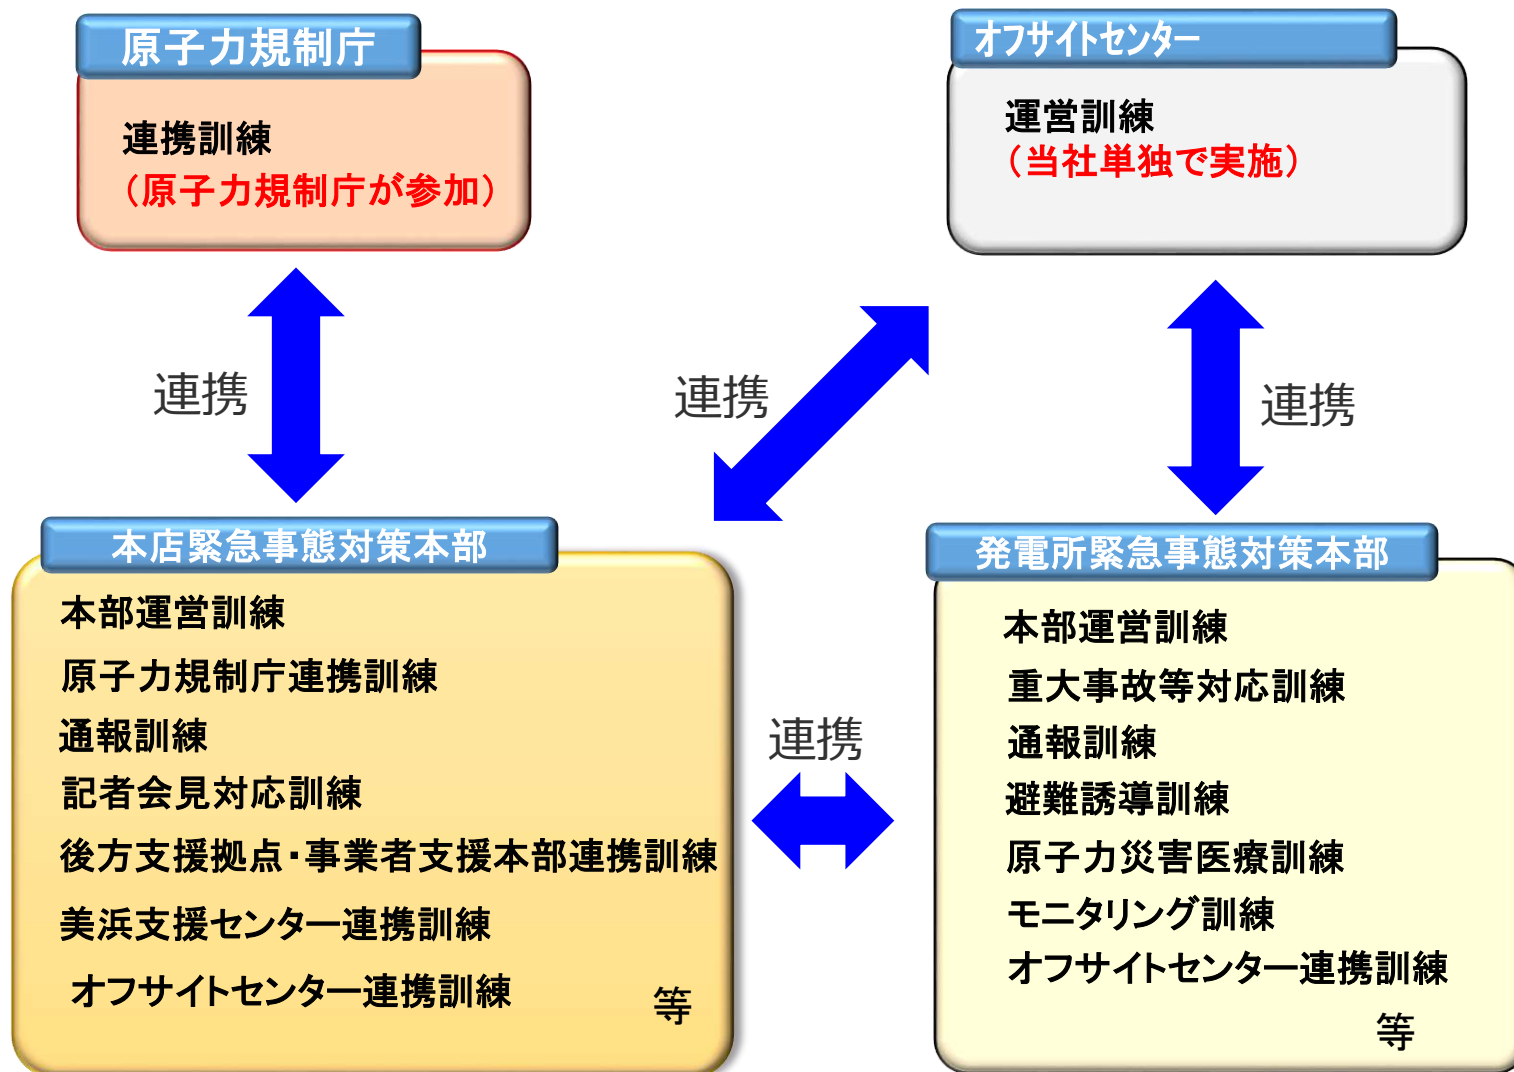 原子力規制庁
連携訓練
（原子力規制庁が参加）
オフサイトセンター
運営訓練
（当社単独で実施）
連携
連携
連携
本店緊急事態対策本部
本部運営訓練
原子力規制庁連携訓練
通報訓練
記者会見対応訓練
後方支援拠点・事業者支援本部連携訓練
美浜支援センター連携訓練
オフサイトセンター連携訓練
等
連携
発電所緊急事態対策本部
本部運営訓練
重大事故等対応訓練
通報訓練
避難誘導訓練
原子力災害医療訓練
モニタリング訓練
オフサイトセンター連携訓練
等